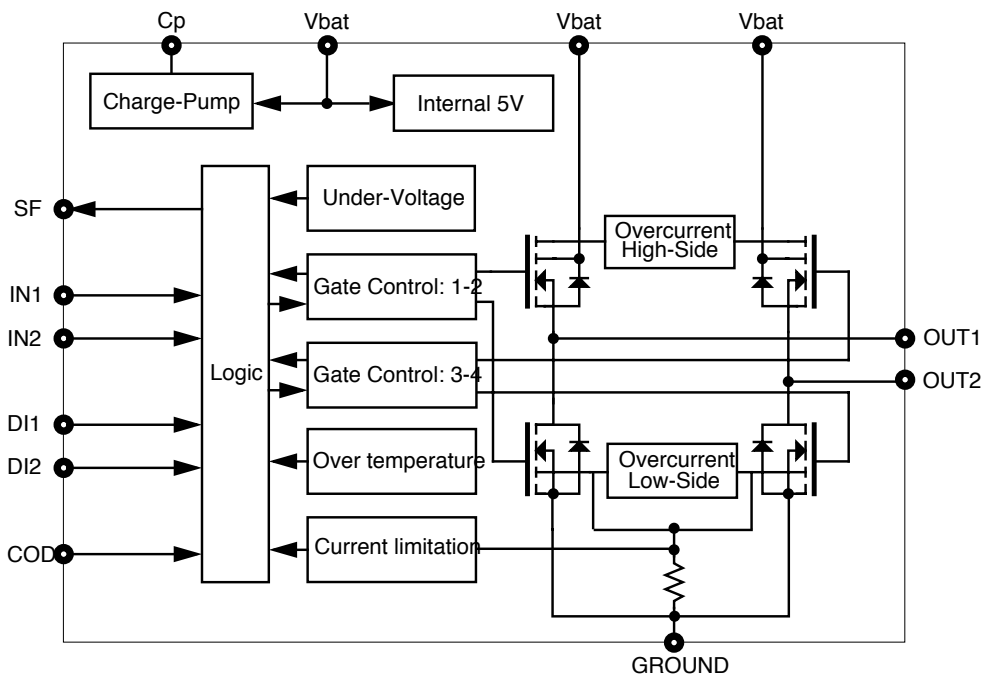 Cp
Vbat
Vbat
Vbat
Charge-Pump
Internal 5V
SF
Under-Voltage
Overcurrent
High-Side
IN1
Gate Control: 1-2
IN2
OUT1
Logic
Gate Control: 3-4
OUT2
DI1
DI2
Over temperature
Overcurrent
Low-Side
COD
Current limitation
GROUND